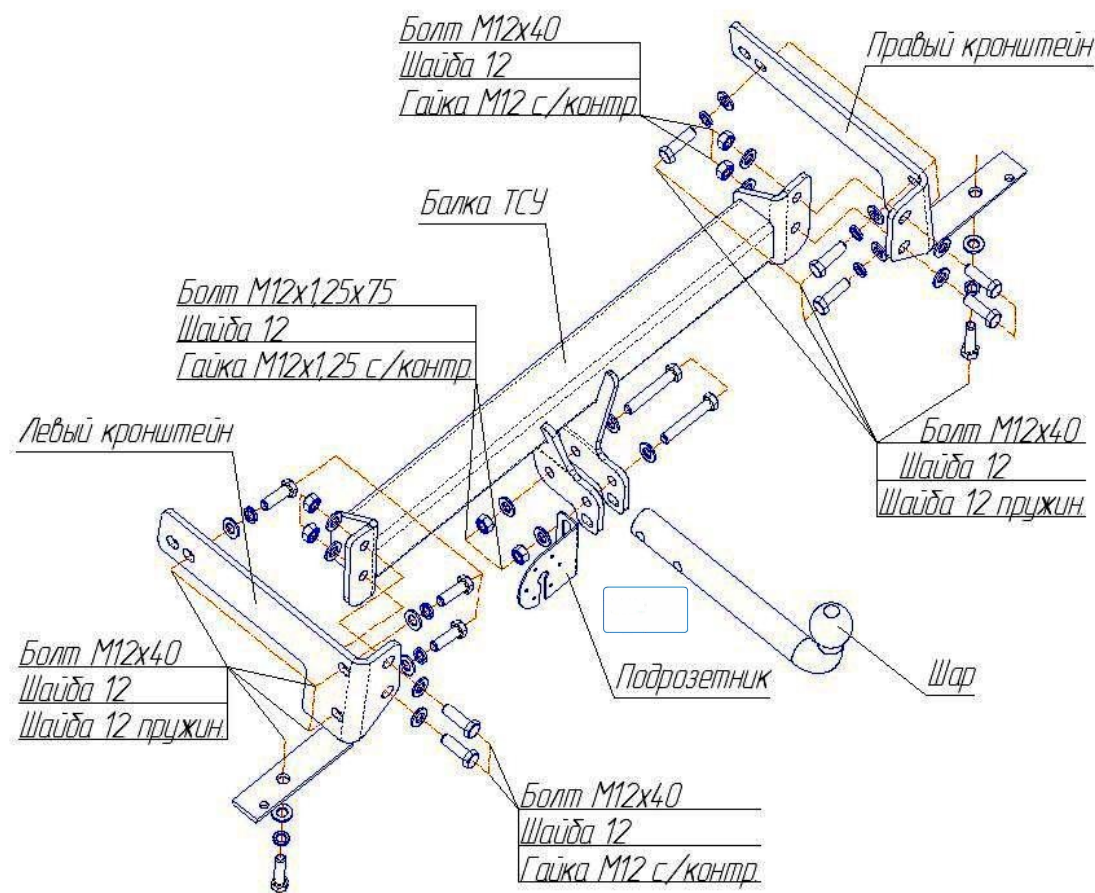 Болт М12х40
Шайба 12
Гайка М12 с/контр.
Правый кронштейн
Балка ТСУ
Болт М12х1,25х75
Шайба 12
Гайка М12х1,25 с/контр.
Левый кронштейн
Болт М12х40
Шайба 12
Шайба 12 пружин.
Болт М12х40
Шайба 12
Шайба 12 пружин.
Подрозетник
Шар
Болт М12х40
Шайба 12
Гайка М12 с/контр.